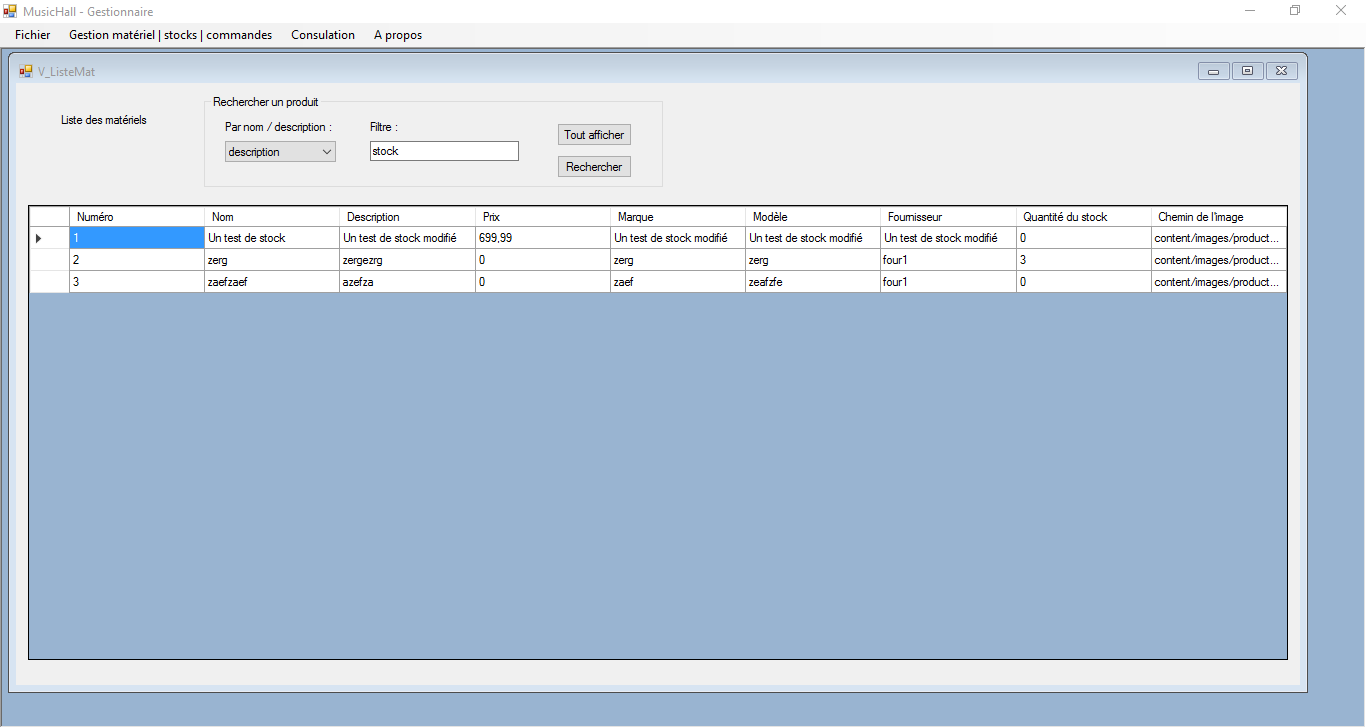 MusicHall - Gestionnaire
Fichier Gestion matériel | stocks | commandes Consulation A propos
V_ListeMat
Rechercher un produit
Liste des matériels
Par nom / description : Filtre :
Tout afficher
description stock
Rechercher
Numéro Nom Description Prix Marque Modèle Fournisseur Quantité du stock Chemin de l'image
1 Un test de stock Un test de stock modifié 699,99 Un test de stock modifié Un test de stock modifié Un test de stock modifié 0 content/images/product...
2 zerg zergezrg 0 zerg zerg four1 3 content/images/product...
3 zaefzaef azefza 0 zaef zeafzfe four1 0 content/images/product...